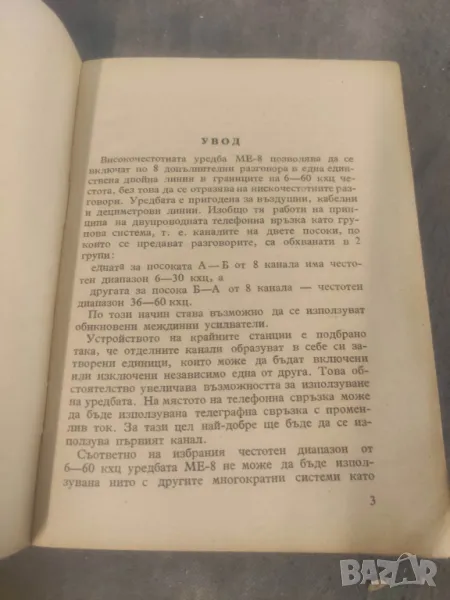 УВОД
Високочестотната уредба МЕ-8 позволява да се
включат по 8 допълнителни разговора в една един-
ствена двойна линия в границите на 6—60 кхц че-
стота, без това да се отразява на нискочестотните раз-
говори. Уредбата е пригодена за въздушни, кабелни
и дециметрови линии. Изобщо тя работи на прин-
ципа на двупроводната телефонна връзка като гру-
пова система, т. е. каналите на двете посоки, по
които се предават разговорите, са обхванати в 2
групи:
едната за посоката А—Б от 8 канала има често-
тен диапазон 6—30 кхц, а
другата за посока Б—А от 8 канала — честотен
диапазон 36—60 кхц.
По този начин става възможно да се използуват
обикновени междинни усилватели.
Устройството на крайните станции е подбрано
така, че отделните канали образуват в себе си за-
творени единици, които може да бъдат включени
или изключени независимо една от друга. Това об-
стоятелство увеличава възможността за използуване
на уредбата. На мястото на телефонна свръзка може
да бъде използувана телеграфна свръзка с промен-
лив ток. За тази цел най-добре ще бъде да се из-
ползува първият канал.
Съответно на избрания честотен диапазон от
6—60 кхц уредбата МЕ-8 не може да бъде използ-
увана нито с другите многократни системи като
3
BAZAR